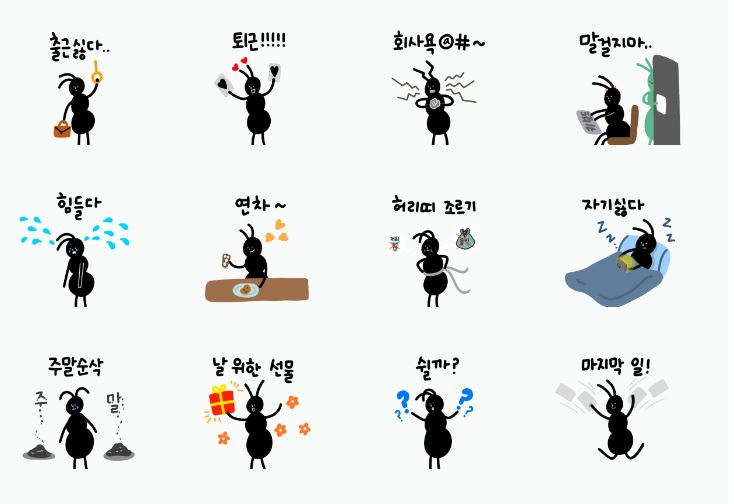 출근싫다..
퇴근!!!!!
회사욕@#~
말걸지마..
힘들다
연차~
허리띠 조르기
자기싫다
z z z
z z
주말순삭
주
말
날 위한 선물
쉴까?
? ?
? ?
마지막 일!